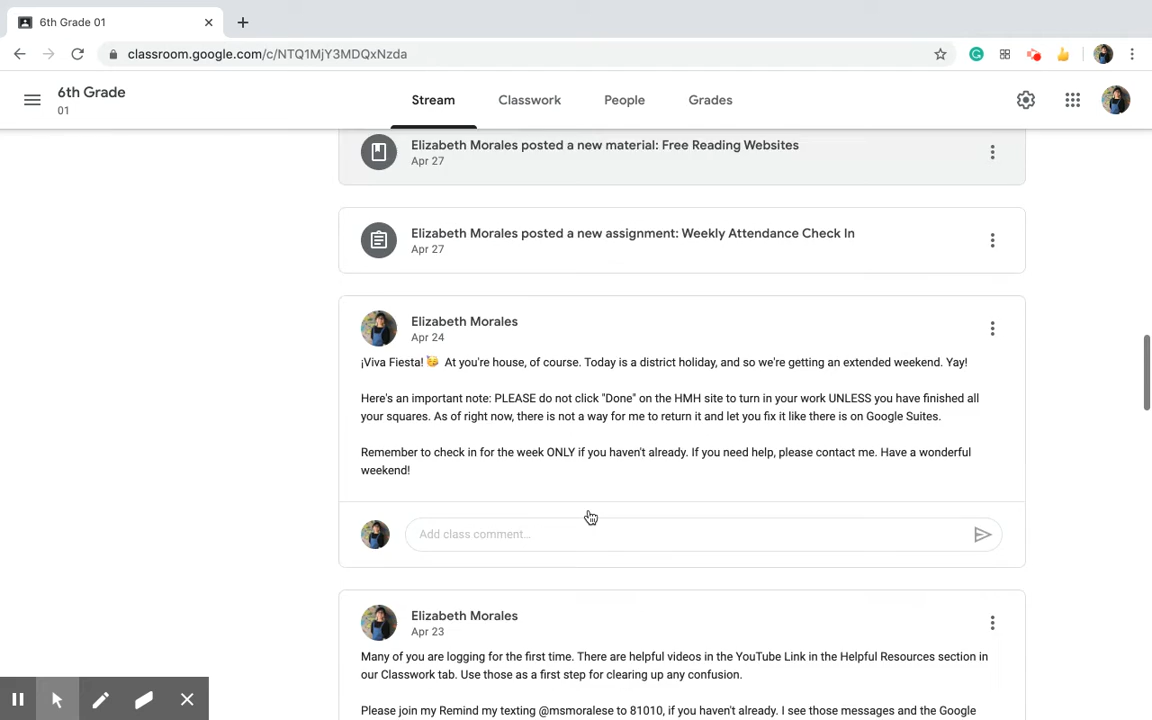 6th Grade 01
classroom.google.com/c/NTQ1MjY3MDQxNzda
6th Grade
01
Stream
Classwork
People
Grades
Elizabeth Morales posted a new material: Free Reading Websites
Apr 27
Elizabeth Morales posted a new assignment: Weekly Attendance Check In
Apr 27
Elizabeth Morales
Apr 24
¡Viva Fiesta! 🥳 At you're house, of course. Today is a district holiday, and so we're getting an extended weekend. Yay!
Here's an important note: PLEASE do not click "Done" on the HMH site to turn in your work UNLESS you have finished all
your squares. As of right now, there is not a way for me to return it and let you fix it like there is on Google Suites.
Remember to check in for the week ONLY if you haven't already. If you need help, please contact me. Have a wonderful
weekend!
Add class comment...
Elizabeth Morales
Apr 23
Many of you are logging for the first time. There are helpful videos in the YouTube Link in the Helpful Resources section in
our Classwork tab. Use those as a first step for clearing up any confusion.
Please join my Remind my texting @msmoralese to 81010, if you haven't already. I see those messages and the Google